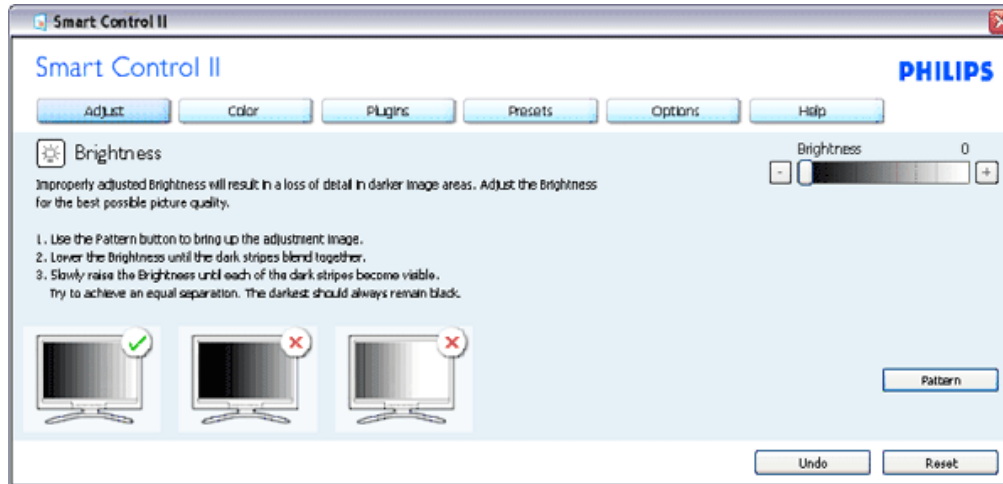 Smart Control II
Smart Control II
PHILIPS
Adjust Color Plugins Presets Options Help
Brightness
Brightness 0
Improperly adjusted Brightness will result in a loss of detail in darker image areas. Adjust the Brightness
for the best possible picture quality.
- +
1. Use the Pattern button to bring up the adjustment image.
2. Lower the Brightness until the dark stripes blend together.
3. Slowly raise the Brightness until each of the dark stripes become visible.
Try to achieve an equal separation. The darkest should always remain black.
Pattern
Undo Reset